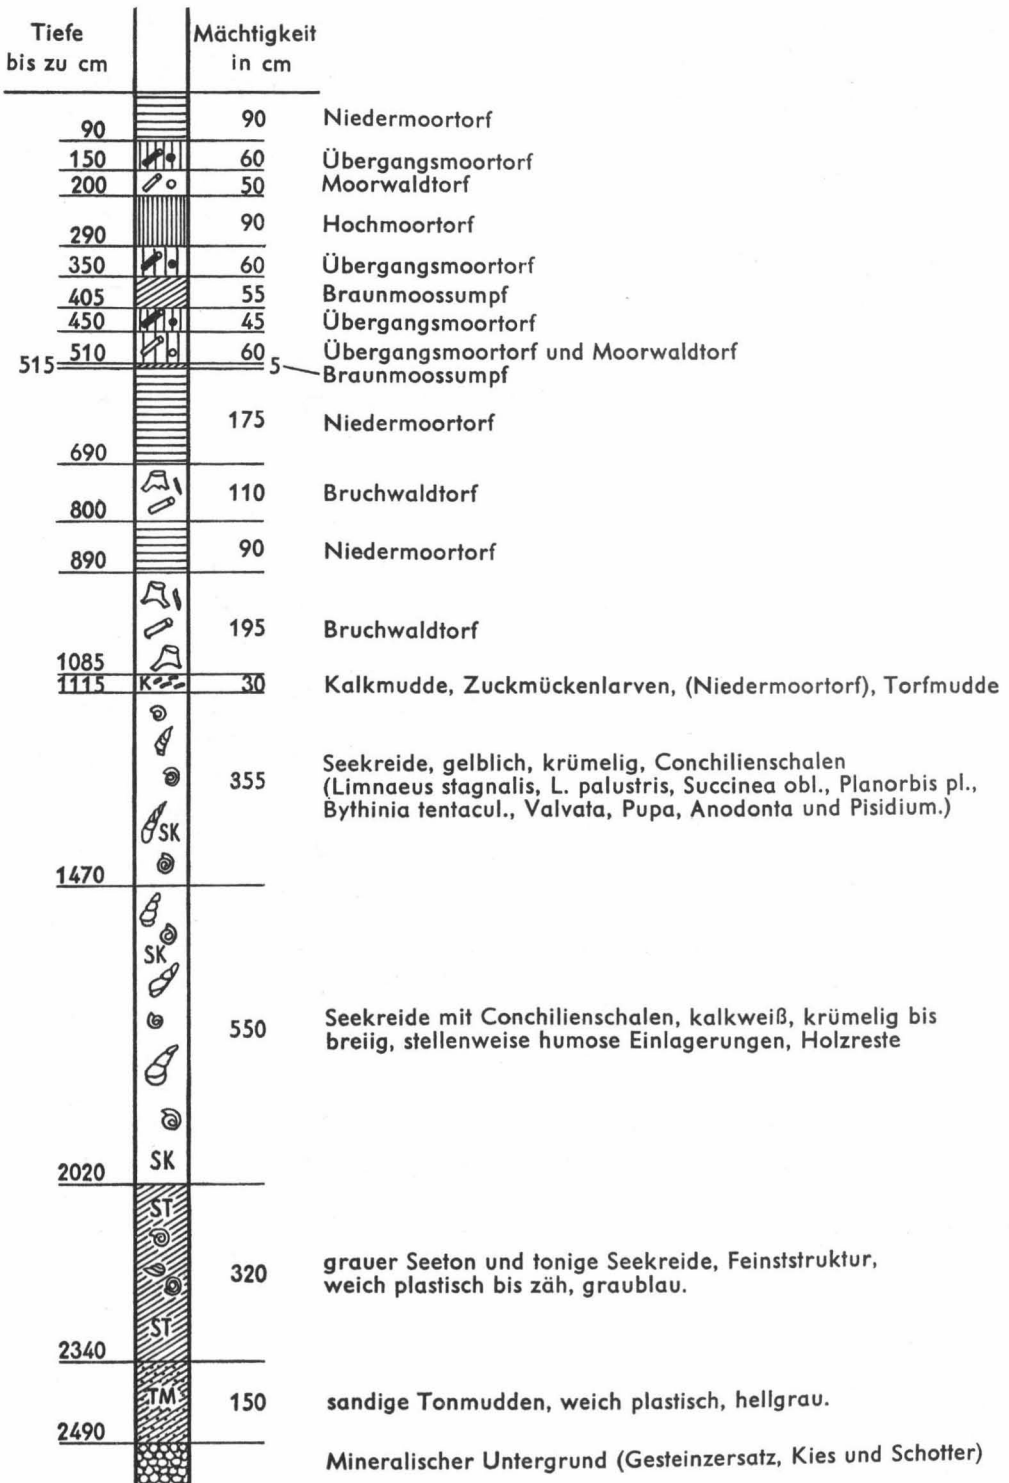 Tiefe Mächtigkeit
bis zu cm in cm
90 90 Niedermoortorf
150 60 Übergangsmoortorf
200 50 Moorwaldtorf
290 90 Hochmoortorf
350 60 Übergangsmoortorf
405 55 Braunmoossumpf
450 45 Übergangsmoortorf
510 60 Übergangsmoortorf und Moorwaldtorf
515 5 Braunmoossumpf
690 175 Niedermoortorf
800 110 Bruchwaldtorf
890 90 Niedermoortorf
1085 195 Bruchwaldtorf
1115 K 30 Kalkmudde, Zuckmückenlarven, (Niedermoortorf), Torfmudde
Seekreide, gelblich, krümelig, Conchilienschalen
355 (Limnaeus stagnalis, L. palustris, Succinea obl., Planorbis pl.,
Bythinia tentacul., Valvata, Pupa, Anodonta und Pisidium.)
SK
1470
SK
550 Seekreide mit Conchilienschalen, kalkweiß, krümelig bis
breiig, stellenweise humose Einlagerungen, Holzreste
SK
2020
ST
320 grauer Seeton und tonige Seekreide, Feinststruktur,
weich plastisch bis zäh, graublau.
ST
2340
TM 150 sandige Tonmudden, weich plastisch, hellgrau.
2490
Mineralischer Untergrund (Gesteinzersatz, Kies und Schotter)